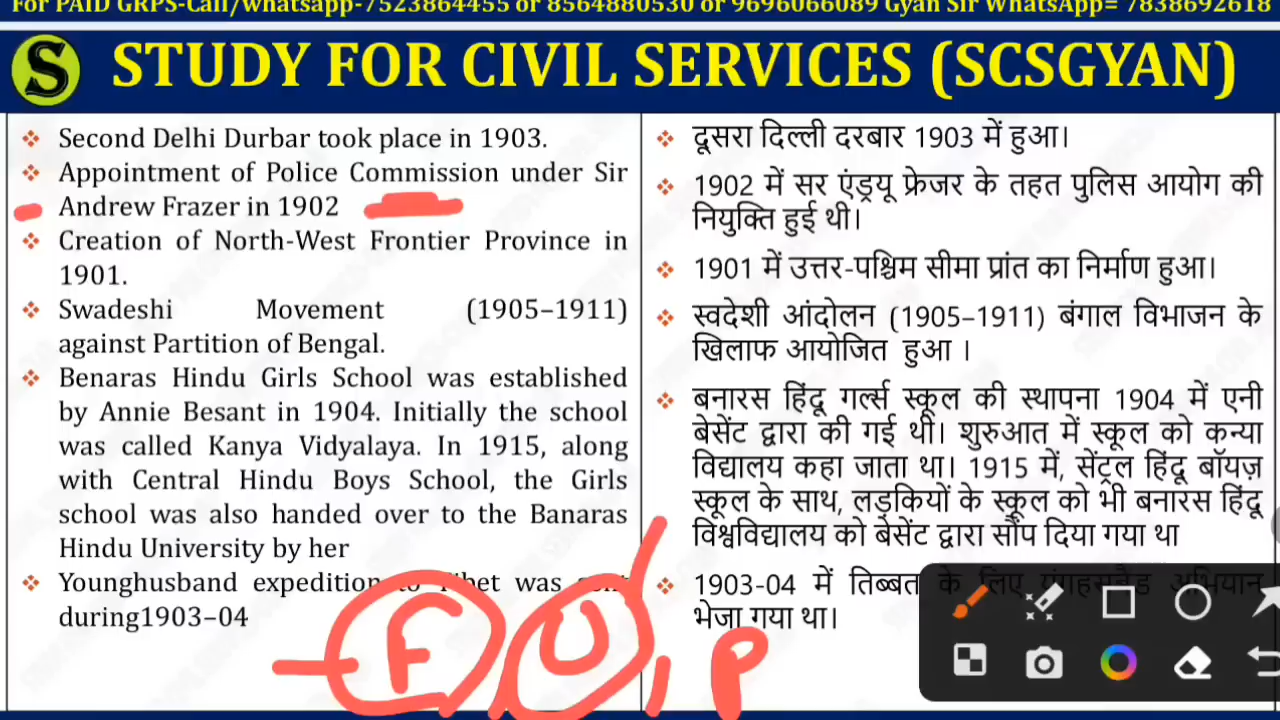 For PAID GRPS-Call/whatsapp-7523864455 or 8564880530 or 9696066089 Gyan Sir WhatsApp= 7838692618
S STUDY FOR CIVIL SERVICES (SCSGYAN)
Second Delhi Durbar took place in 1903.
Appointment of Police Commission under Sir
Andrew Frazer in 1902
Creation of North-West Frontier Province in
1901.
Swadeshi Movement (1905–1911)
against Partition of Bengal.
Benaras Hindu Girls School was established
by Annie Besant in 1904. Initially the school
was called Kanya Vidyalaya. In 1915, along
with Central Hindu Boys School, the Girls
school was also handed over to the Banaras
Hindu University by her
Younghusband expedition to Tibet was sent
during1903–04
दूसरा दिल्ली दरबार 1903 में हुआ।
1902 में सर एंड्रयू फ्रेजर के तहत पुलिस आयोग की
नियुक्ति हुई थी।
1901 में उत्तर-पश्चिम सीमा प्रांत का निर्माण हुआ।
स्वदेशी आंदोलन (1905–1911) बंगाल विभाजन के
खिलाफ आयोजित हुआ ।
बनारस हिंदू गर्ल्स स्कूल की स्थापना 1904 में एनी
बेसेंट द्वारा की गई थी। शुरुआत में स्कूल को कन्या
विद्यालय कहा जाता था। 1915 में, सेंट्रल हिंदू बॉयज़
स्कूल के साथ, लड़कियों के स्कूल को भी बनारस हिंदू
विश्वविद्यालय को बेसेंट द्वारा सौंप दिया गया था
1903-04 में तिब्बत के लिए यंगहसबैंड अभियान
भेजा गया था।
F U, P